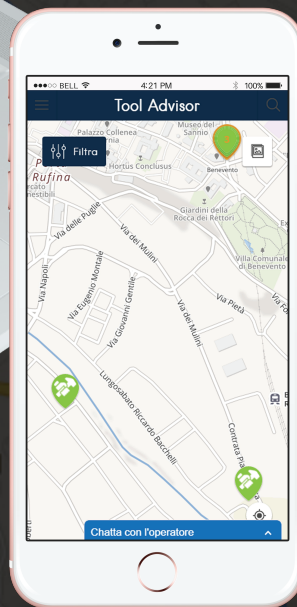 BELL
4:21 PM
100%
Tool Advisor
Palazzo Collenea
Museo del
Sannio
Filtra
Hortus Conclusus
Benevento
Rufina
Giardini della
Rocca dei Rettori
Via delle Puglie
Via dei Mulini
Villa Comunale
di Benevento
Via Napoli
Via Eugenio Montale
Via Giovanni Gentile
Via dei Mulini
Via Pietà
Lungosabato Riccardo Bacchelli
Contrata
Chatta con l'operatore